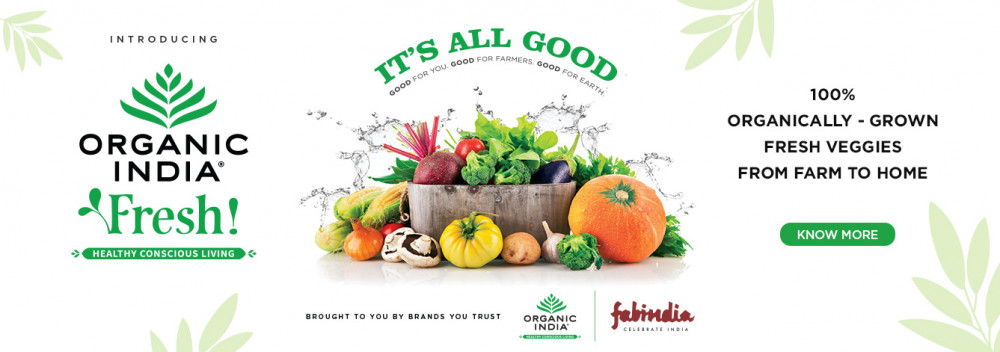 INTRODUCING
ORGANIC
INDIA®
Fresh!
HEALTHY CONSCIOUS LIVING
IT'S ALL GOOD
GOOD FOR YOU. GOOD FOR FARMERS. GOOD FOR EARTH.
100%
ORGANICALLY - GROWN
FRESH VEGGIES
FROM FARM TO HOME
KNOW MORE
BROUGHT TO YOU BY BRANDS YOU TRUST
ORGANIC
INDIA®
HEALTHY CONSCIOUS LIVING
fabindia
CELEBRATE INDIA